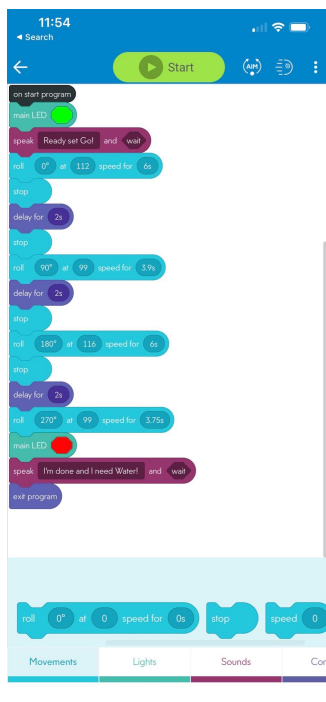 11:54
◄ Search
Start
AIM
on start program
main LED
speak Ready set Go! and wait
roll 0° at 112 speed for 6s
stop
delay for 2s
stop
roll 90° at 99 speed for 3.9s
delay for 2s
stop
roll 180° at 116 speed for 6s
stop
delay for 2s
roll 270° at 99 speed for 3.75s
main LED
speak I'm done and I need Water! and wait
exit program
roll 0° at 0 speed for 0s stop speed 0
Movements Lights Sounds Cor